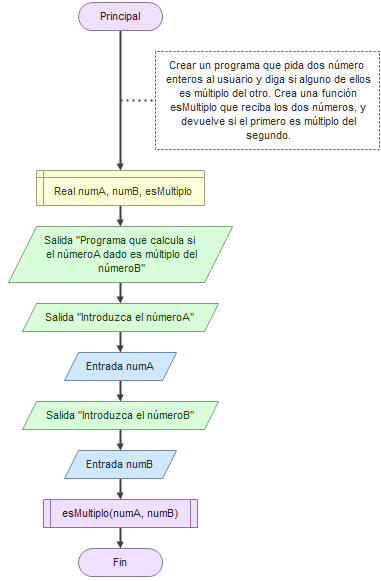 Principal
Crear un programa que pida dos número
enteros al usuario y diga si alguno de ellos
es múltiplo del otro. Crea una función
esMultiplo que reciba los dos números, y
devuelve si el primero es múltiplo del
segundo.
Real numA, numB, esMultiplo
Salida "Programa que calcula si
el númeroA dado es múltiplo del
númeroB"
Salida "Introduzca el númeroA"
Entrada numA
Salida "Introduzca el númeroB"
Entrada numB
esMultiplo(numA, numB)
Fin